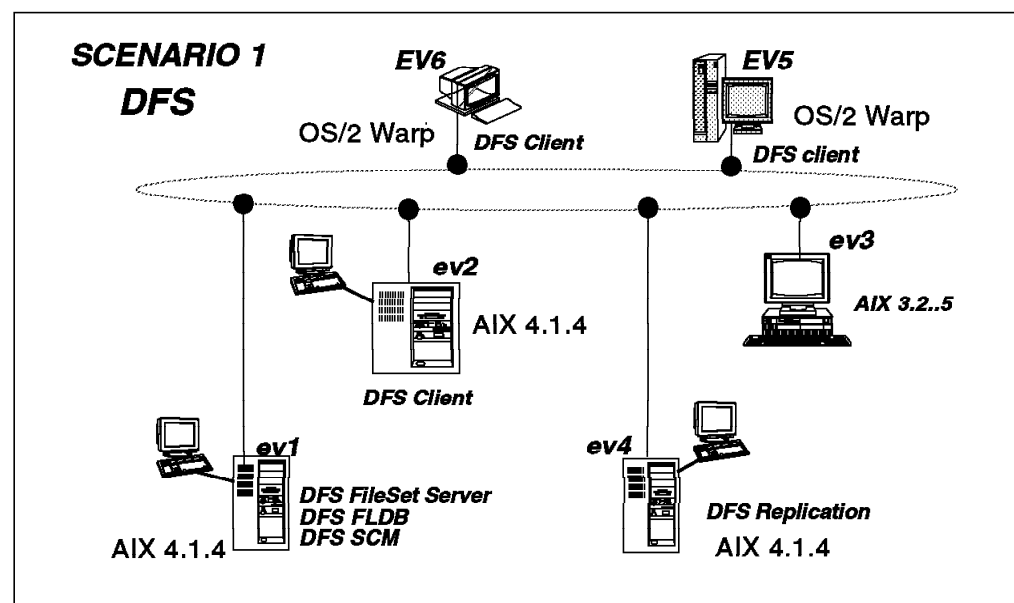 SCENARIO 1
DFS
EV6
OS/2 Warp
DFS Client
EV5
OS/2 Warp
DFS client
ev2
AIX 4.1.4
DFS Client
ev3
AIX 3.2..5
ev1
DFS FileSet Server
DFS FLDB
DFS SCM
AIX 4.1.4
ev4
DFS Replication
AIX 4.1.4